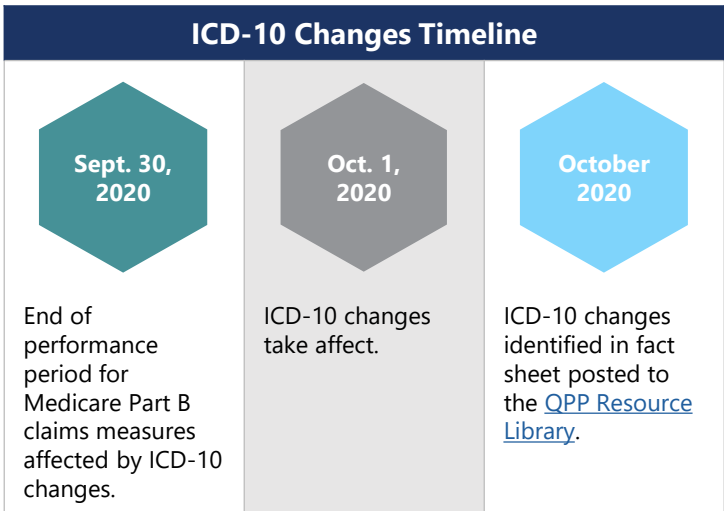 ICD-10 Changes Timeline
Sept. 30,
2020
End of
performance
period for
Medicare Part B
claims measures
affected by ICD-10
changes.
Oct. 1,
2020
ICD-10 changes
take affect.
October
2020
ICD-10 changes
identified in fact
sheet posted to
the QPP Resource
Library.